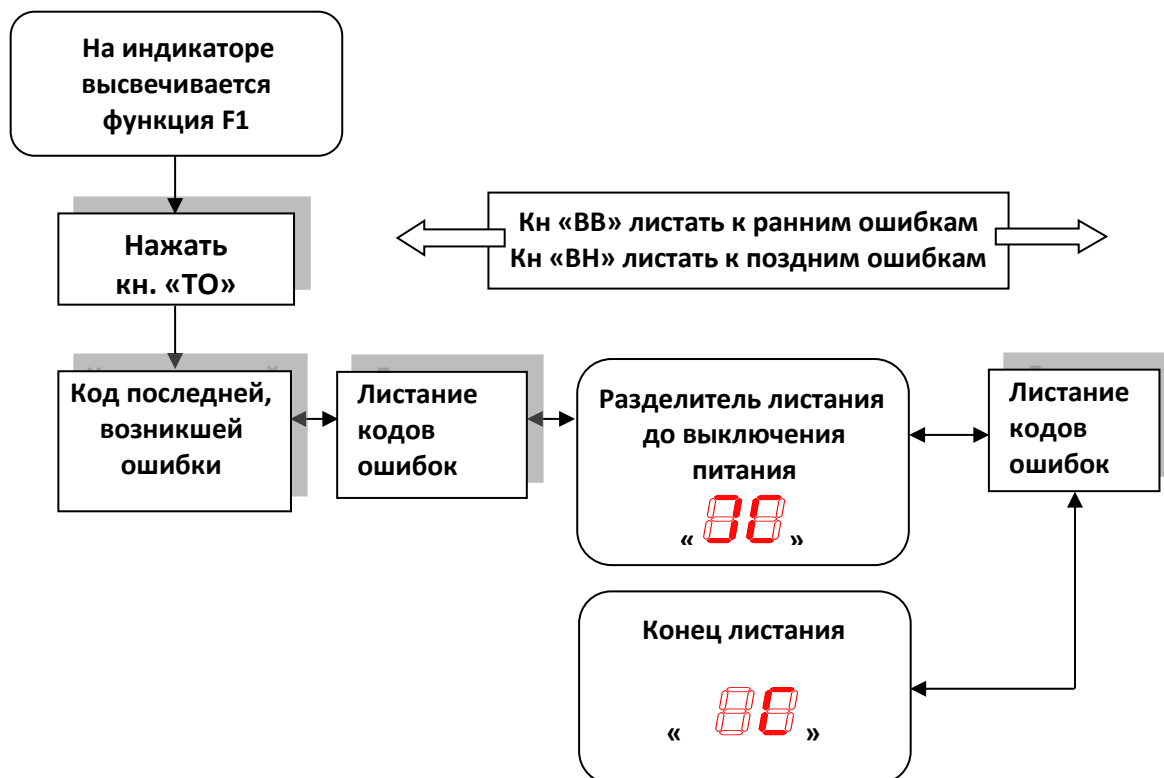 На индикаторе
высвечивается
функция F1
Нажать
кн. «ТО»
Кн «ВВ» листать к ранним ошибкам
Кн «ВН» листать к поздним ошибкам
Код последней,
возникшей
ошибки
Листание
кодов
ошибок
Разделитель листания
до выключения
питания
« »
Листание
кодов
ошибок
Конец листания
« C »